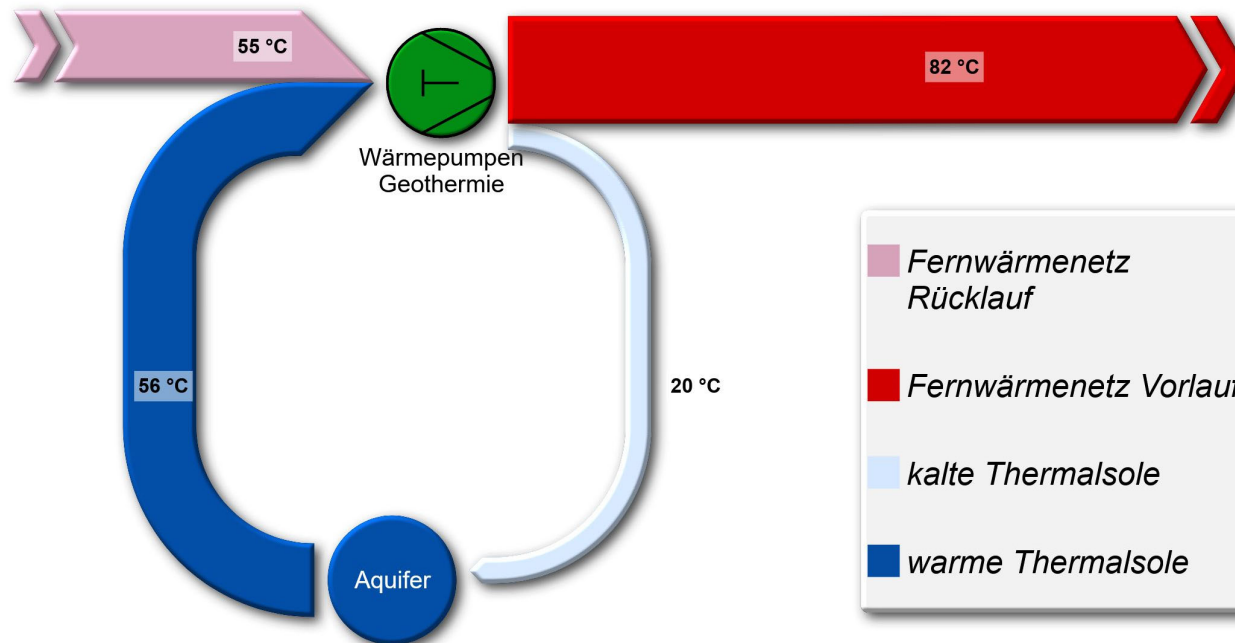 55 °C
82 °C
Wärmepumpen
Geothermie
Fernwärmenetz
Rücklauf
56 °C
20 °C
Fernwärmenetz Vorlauf
kalte Thermalsole
Aquifer
warme Thermalsole